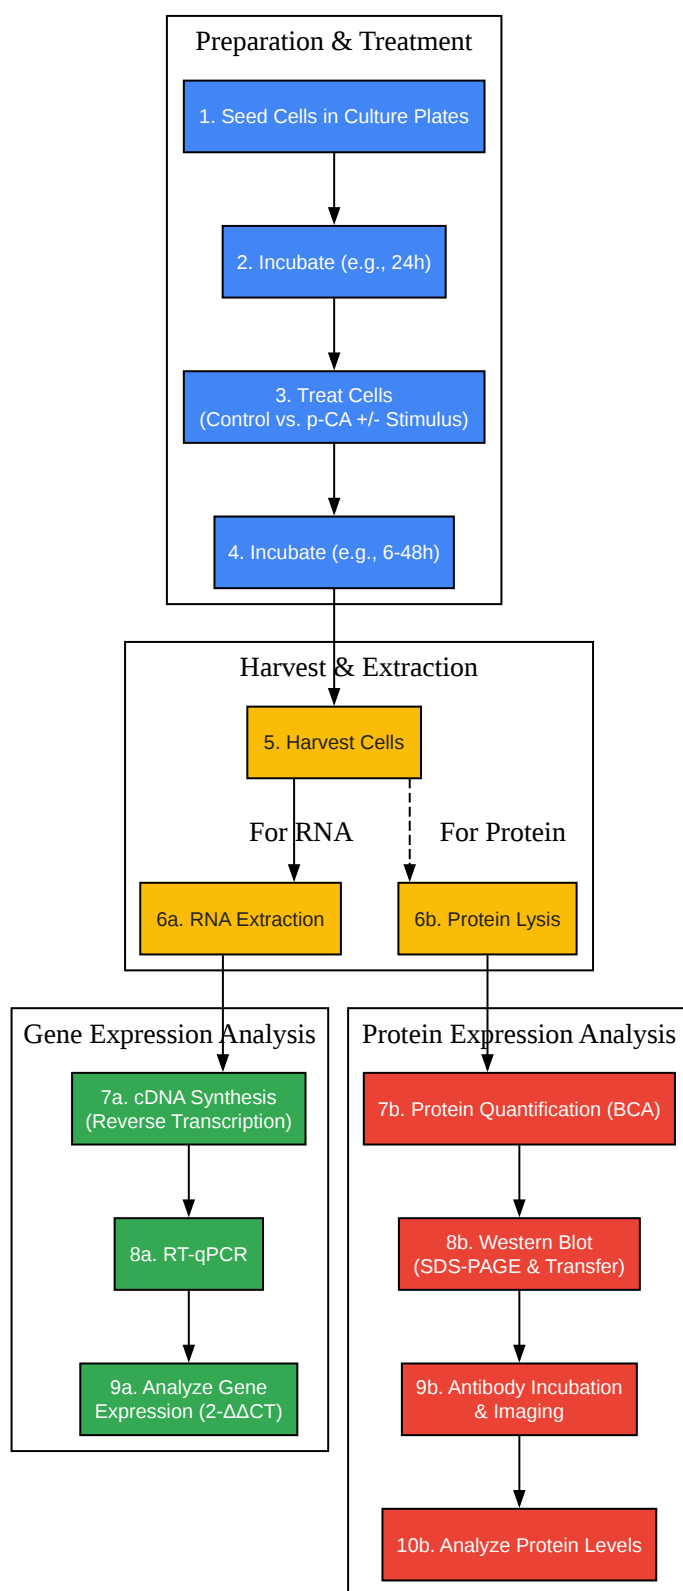 Preparation & Treatment
1. Seed Cells in Culture Plates
2. Incubate (e.g., 24h)
3. Treat Cells
(Control vs. p-CA +/- Stimulus)
4. Incubate (e.g., 6-48h)
Harvest & Extraction
5. Harvest Cells
For RNA
For Protein
6a. RNA Extraction
6b. Protein Lysis
Gene Expression Analysis
7a. cDNA Synthesis
(Reverse Transcription)
8a. RT-qPCR
9a. Analyze Gene
Expression (2-ΔΔCT)
Protein Expression Analysis
7b. Protein Quantification (BCA)
8b. Western Blot
(SDS-PAGE & Transfer)
9b. Antibody Incubation
& Imaging
10b. Analyze Protein Levels